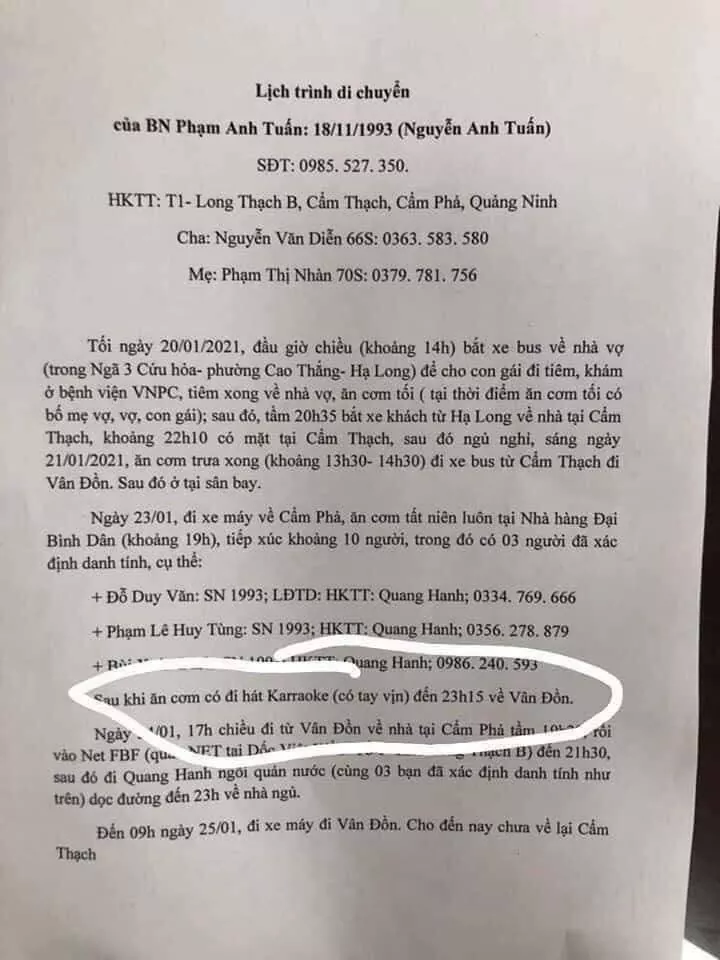 Lịch trình di chuyển
của BN Phạm Anh Tuấn: 18/11/1993 (Nguyễn Anh Tuấn)
SĐT: 0985. 527. 350.
HKTT: T1- Long Thạch B, Cẩm Thạch, Cẩm Phả, Quảng Ninh
Cha: Nguyễn Văn Diễn 66S: 0363. 583. 580
Mẹ: Phạm Thị Nhàn 70S: 0379. 781. 756
Tối ngày 20/01/2021, đầu giờ chiều (khoảng 14h) bắt xe bus về nhà vợ
(trong Ngã 3 Cứu hỏa- phường Cao Thắng- Hạ Long) để cho con gái đi tiêm, khám
ở bệnh viện VNPC, tiêm xong về nhà vợ, ăn cơm tối ( tại thời điểm ăn cơm tối có
bố mẹ vợ, vợ, con gái); sau đó, tầm 20h35 bắt xe khách từ Hạ Long về nhà tại Cẩm
Thạch, khoảng 22h10 có mặt tại Cẩm Thạch, sau đó ngủ nghỉ, sáng ngày
21/01/2021, ăn cơm trưa xong (khoảng 13h30- 14h30) đi xe bus từ Cẩm Thạch đi
Vân Đồn. Sau đó ở tại sân bay.
Ngày 23/01, đi xe máy về Cẩm Phả, ăn cơm tất niên luôn tại Nhà hàng Đại
Bình Dân (khoảng 19h), tiếp xúc khoảng 10 người, trong đó có 03 người đã xác
định danh tính, cụ thể:
+ Đỗ Duy Văn: SN 1993; LĐTD: HKTT: Quang Hanh; 0334. 769. 666
+ Phạm Lê Huy Tùng: SN 1993; HKTT: Quang Hanh; 0356. 278. 879
+ HKTT: Quang Hanh; 0986. 240. 593
Sau khi ăn cơm có đi hát Karraoke (có tay vịn) đến 23h15 về Vân Đồn.
Ngày /01, 17h chiều đi từ Vân Đồn về nhà tại Cẩm Phả tầm rồi
vào Net FBF (quán NET tại Dốc Thạch B) đến 21h30,
sau đó đi Quang Hanh ngồi quán nước (cùng 03 bạn đã xác định danh tính như
trên) dọc đường đến 23h về nhà ngủ.
Đến 09h ngày 25/01, đi xe máy đi Vân Đồn. Cho đến nay chưa về lại Cẩm
Thạch